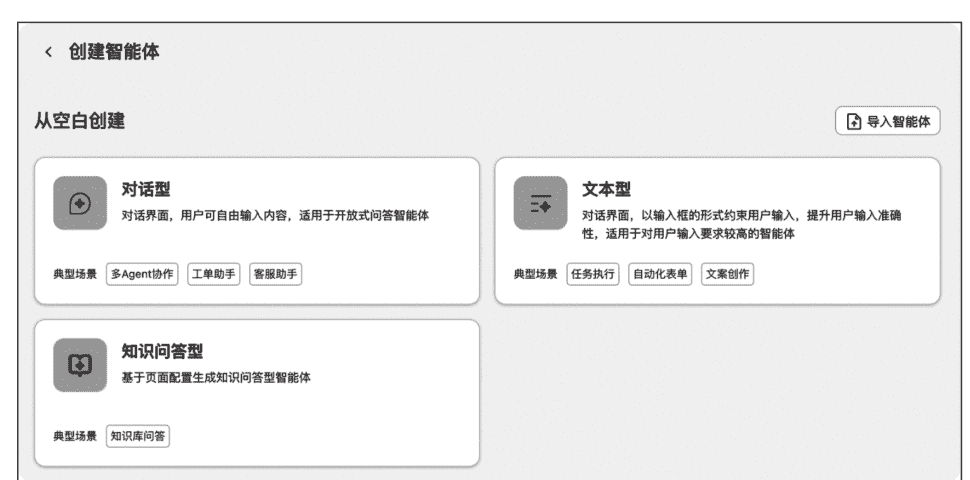 创建智能体
从空白创建
导入智能体
对话型
对话界面，用户可自由输入内容，适用于开放式问答智能体
典型场景 多Agent协作 工单助手 客服助手
文本型
对话界面，以输入框的形式约束用户输入，提升用户输入准确
性，适用于对用户输入要求较高的智能体
典型场景 任务执行 自动化表单 文案创作
知识问答型
基于页面配置生成知识问答型智能体
典型场景 知识库问答